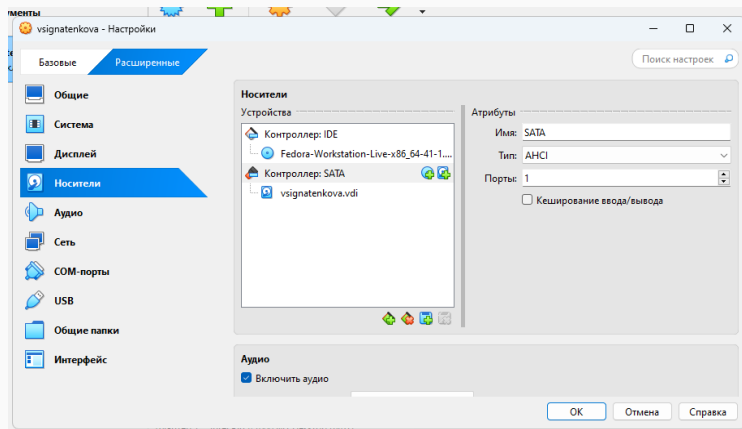 vsignatenkova - Настройки
Базовые Расширенные
Поиск настроек
Общие
Система
Дисплей
Носители
Аудио
Сеть
COM-порты
USB
Общие папки
Интерфейс
Носители
Устройства
Контроллер: IDE
Fedora-Workstation-Live-x86_64-41-1....
Контроллер: SATA
vsignatenkova.vdi
Атрибуты
Имя: SATA
Тип: AHCI
Порты: 1
Кеширование ввода/вывода
Аудио
Включить аудио
OK Отмена Справка